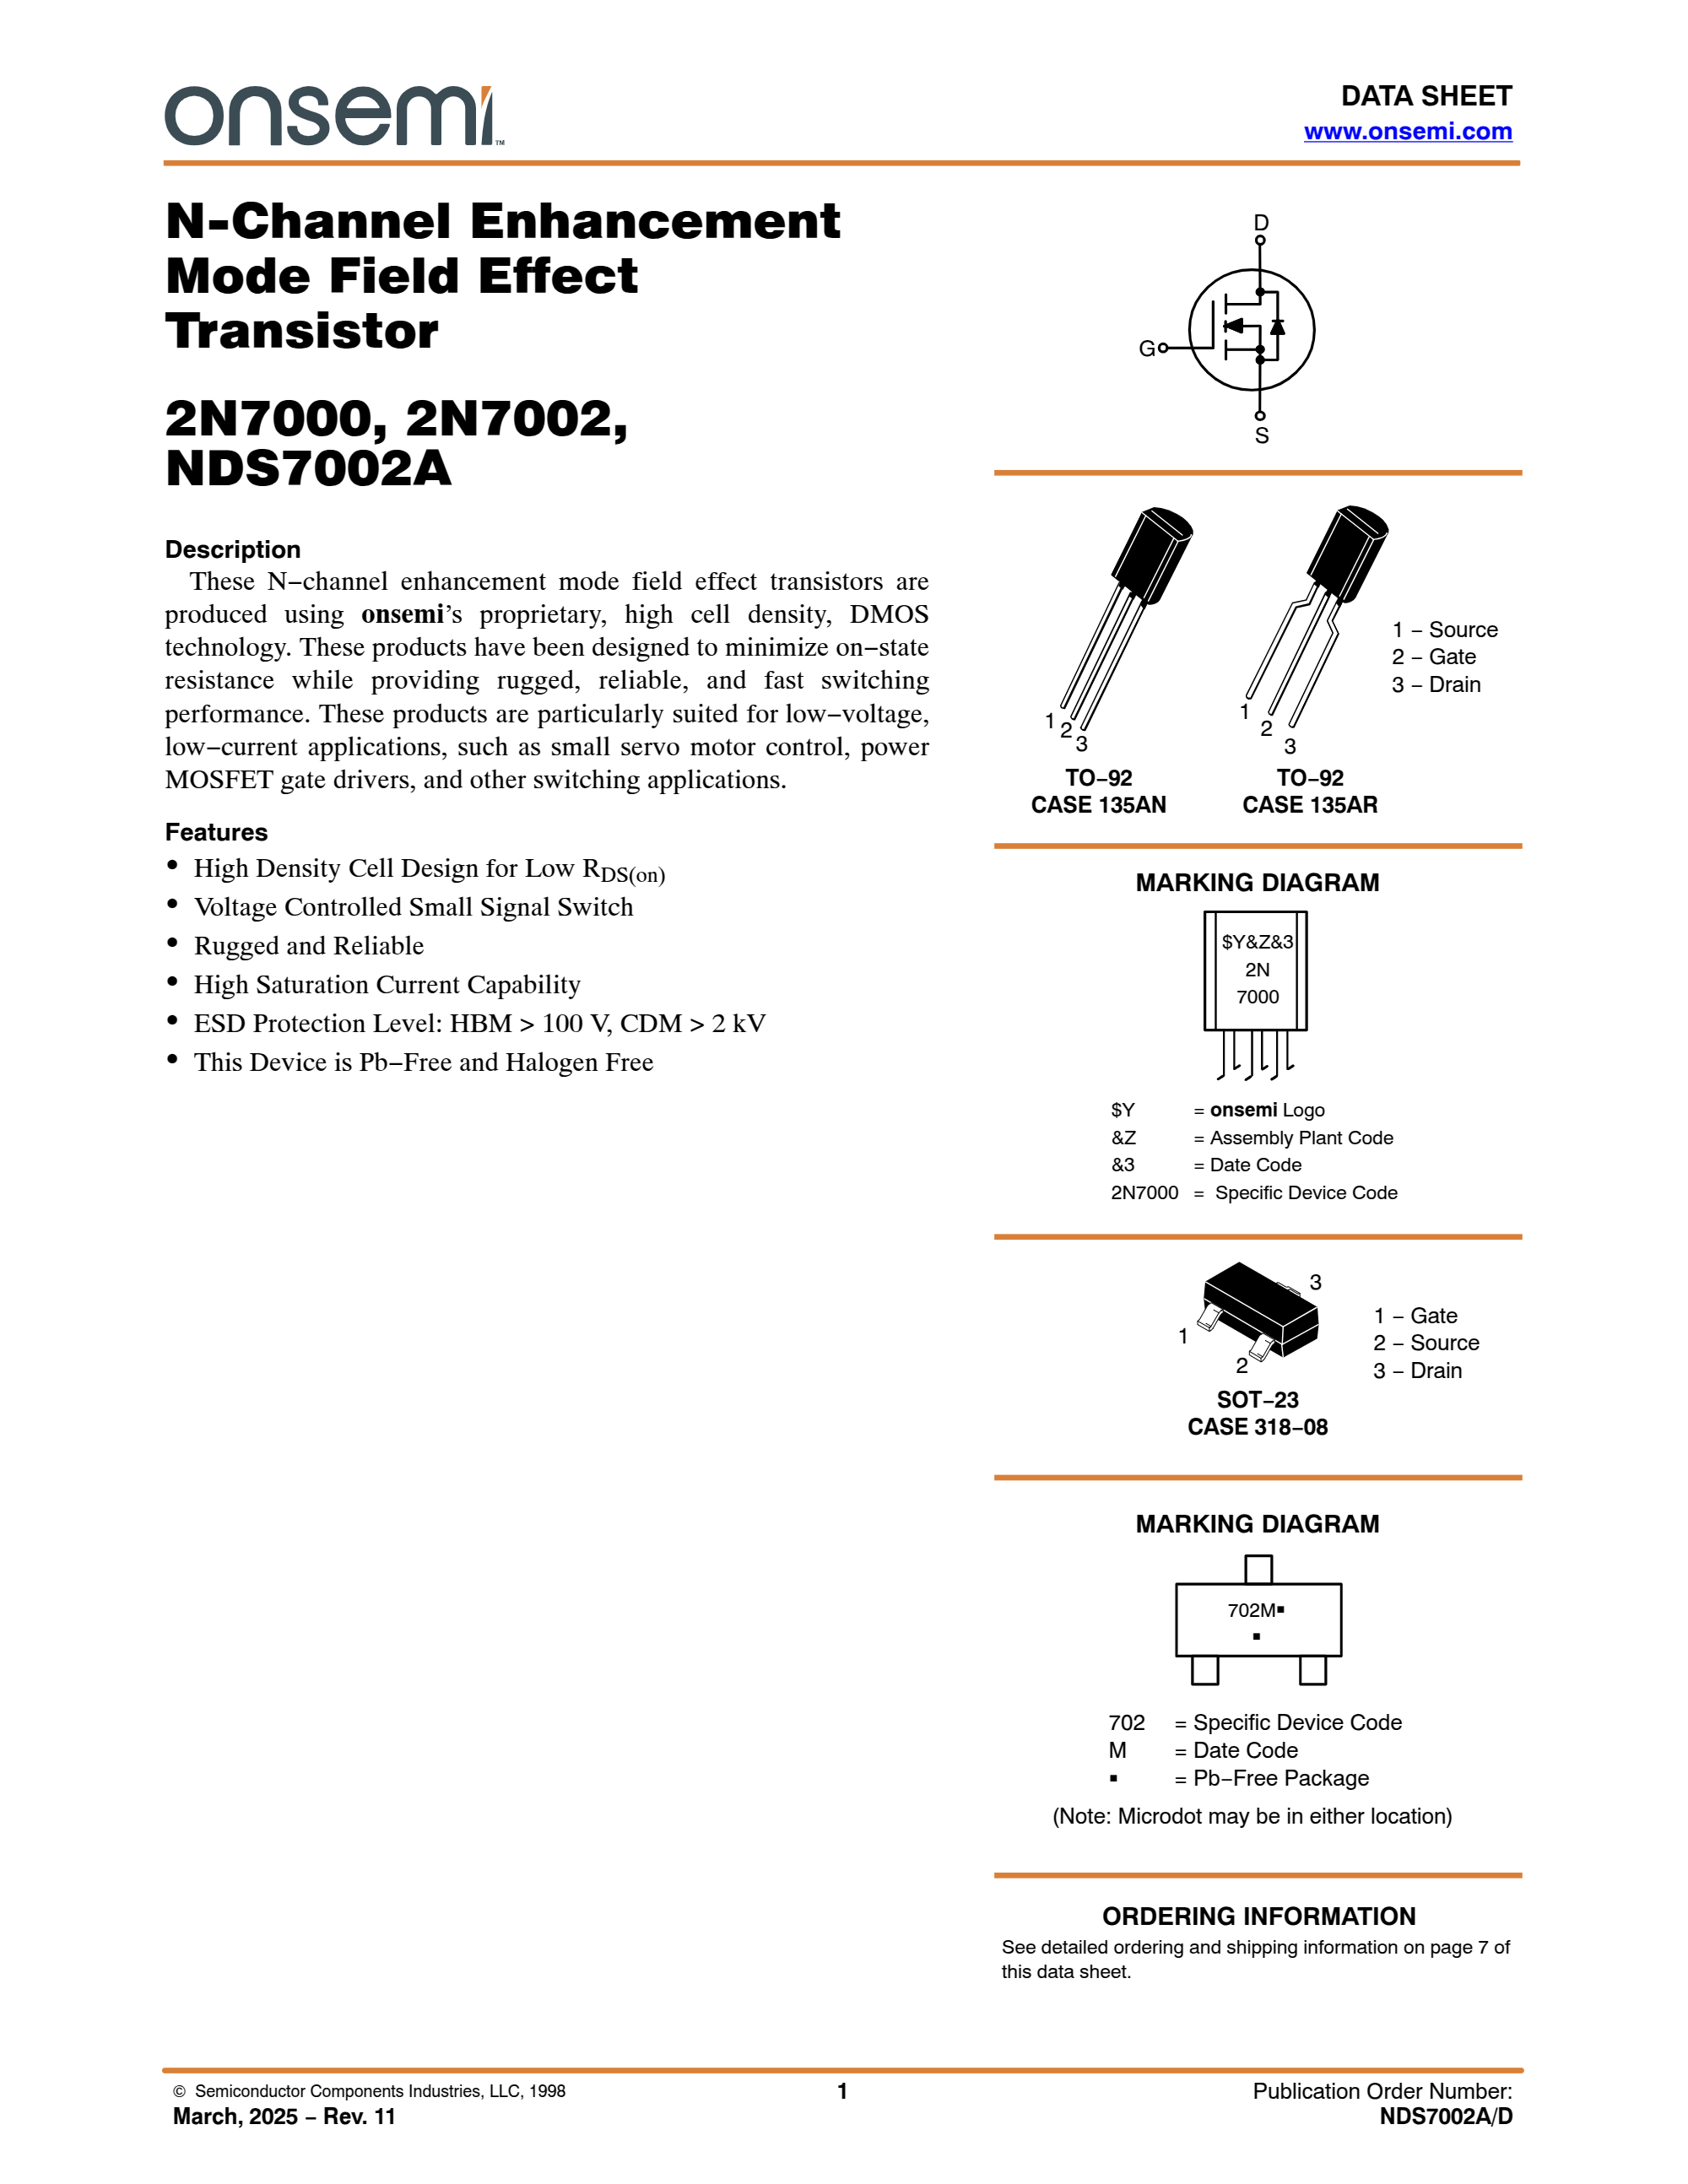 onsemi™
DATA SHEET
www.onsemi.com
N-Channel Enhancement
Mode Field Effect
Transistor
2N7000, 2N7002,
NDS7002A
Description
These N−channel enhancement mode field effect transistors are
produced using onsemi's proprietary, high cell density, DMOS
technology. These products have been designed to minimize on−state
resistance while providing rugged, reliable, and fast switching
performance. These products are particularly suited for low−voltage,
low−current applications, such as small servo motor control, power
MOSFET gate drivers, and other switching applications.
Features
• High Density Cell Design for Low RDS(on)
• Voltage Controlled Small Signal Switch
• Rugged and Reliable
• High Saturation Current Capability
• ESD Protection Level: HBM > 100 V, CDM > 2 kV
• This Device is Pb−Free and Halogen Free
D
G
S
1 − Source
2 − Gate
3 − Drain
1
2
3
1
2
3
TO−92
CASE 135AN
TO−92
CASE 135AR
MARKING DIAGRAM
$Y&Z&3
2N
7000
$Y = onsemi Logo
&Z = Assembly Plant Code
&3 = Date Code
2N7000 = Specific Device Code
3
1
2
1 − Gate
2 − Source
3 − Drain
SOT−23
CASE 318−08
MARKING DIAGRAM
702M▪
▪
702 = Specific Device Code
M = Date Code
▪ = Pb−Free Package
(Note: Microdot may be in either location)
ORDERING INFORMATION
See detailed ordering and shipping information on page 7 of
this data sheet.
© Semiconductor Components Industries, LLC, 1998
March, 2025 − Rev. 11
1
Publication Order Number:
NDS7002A/D